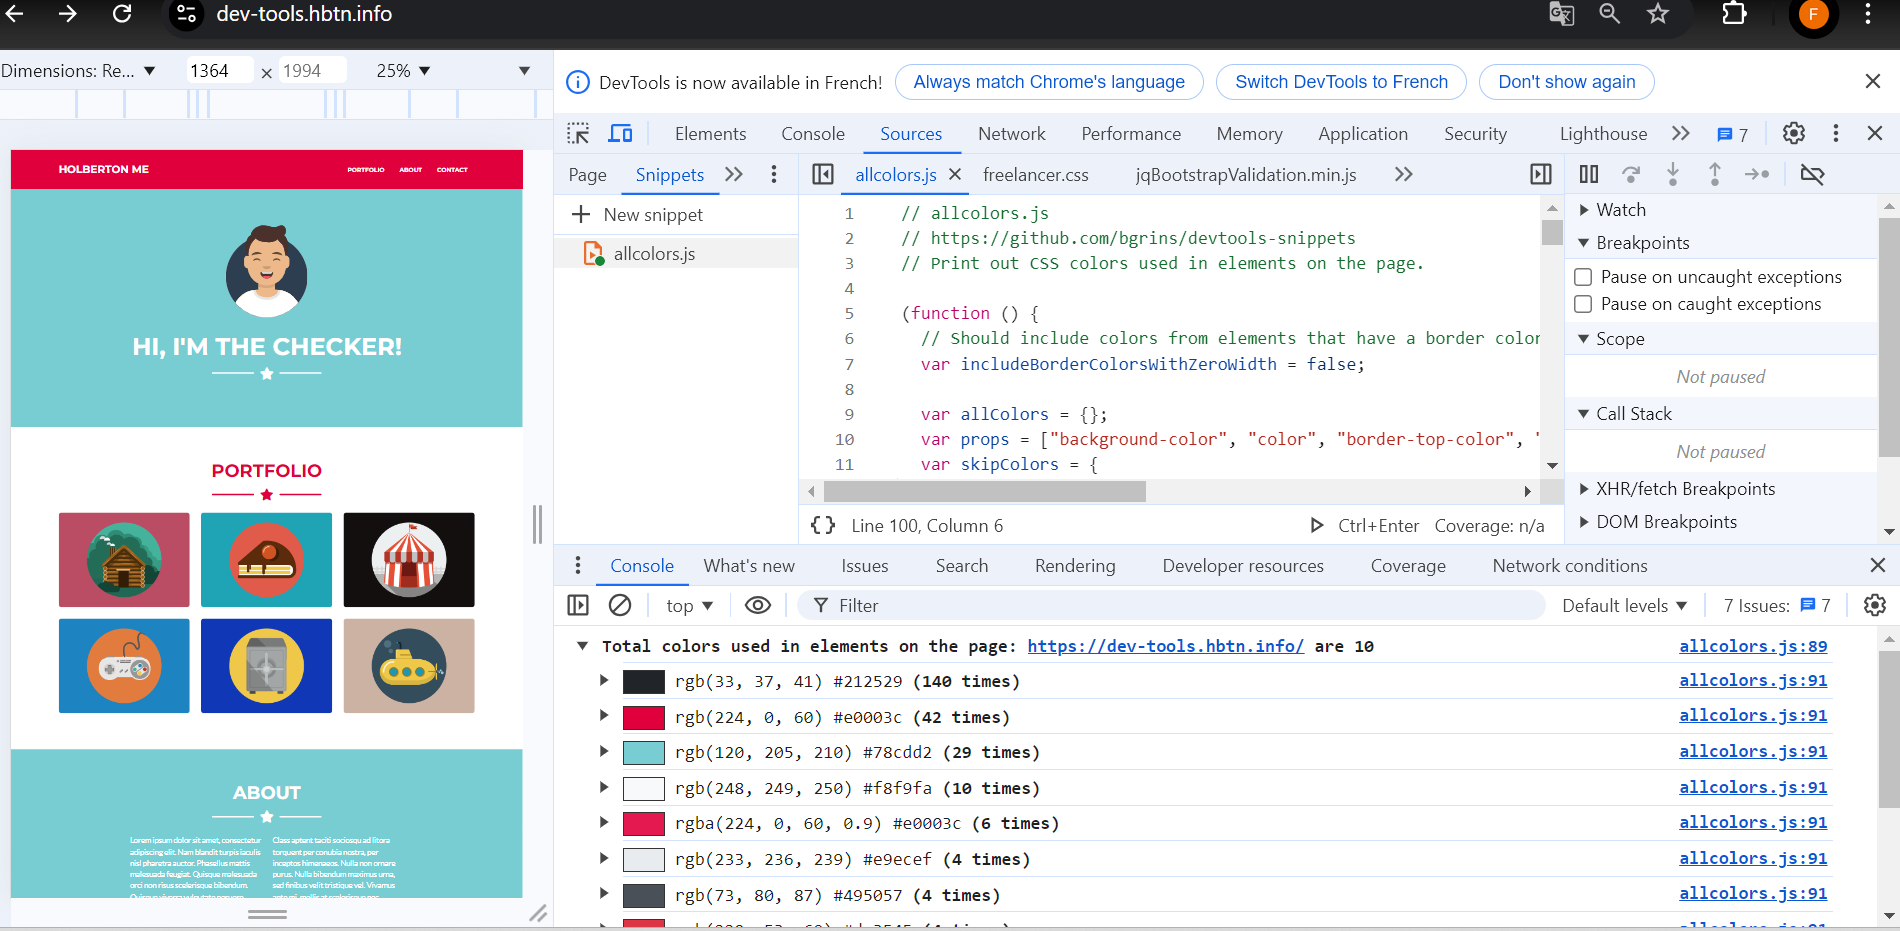 dev-tools.hbtn.info
F
Dimensions: Re... 1364 × 1994 25%
HOLBERTON ME
PORTFOLIO ABOUT CONTACT
HI, I'M THE CHECKER!
PORTFOLIO
ABOUT
Lorem ipsum dolor sit amet, consectetur
adipiscing elit. Nam blandit turpis iaculis
nisl pharetra auctor. Phasellus mattis
malesuada feugiat. Quisque malesuada
orci non risus scelerisque bibendum.
Class aptent taciti sociosqu ad litora
torquent per conubia nostra, per
inceptos himenaeos. Nulla non ornare
purus. Nulla bibendum maximus urna,
sed finibus velit tristique vel. Vivamus
DevTools is now available in French! Always match Chrome's language Switch DevTools to French Don't show again
Elements Console Sources Network Performance Memory Application Security Lighthouse 7
Page Snippets
New snippet
allcolors.js
allcolors.js freelancer.css jqBootstrapValidation.min.js
1 // allcolors.js
2 // https://github.com/bgrins/devtools-snippets
3 // Print out CSS colors used in elements on the page.
4
5 (function () {
6 // Should include colors from elements that have a border color
7 var includeBorderColorsWithZeroWidth = false;
8
9 var allColors = {};
10 var props = ["background-color", "color", "border-top-color", "
11 var skipColors = {
{} Line 100, Column 6 Ctrl+Enter Coverage: n/a
Watch
Breakpoints
Pause on uncaught exceptions
Pause on caught exceptions
Scope
Not paused
Call Stack
Not paused
XHR/fetch Breakpoints
DOM Breakpoints
Console What's new Issues Search Rendering Developer resources Coverage Network conditions
top Filter Default levels 7 Issues: 7
Total colors used in elements on the page: https://dev-tools.hbtn.info/ are 10 allcolors.js:89
rgb(33, 37, 41) #212529 (140 times) allcolors.js:91
rgb(224, 0, 60) #e0003c (42 times) allcolors.js:91
rgb(120, 205, 210) #78cdd2 (29 times) allcolors.js:91
rgb(248, 249, 250) #f8f9fa (10 times) allcolors.js:91
rgba(224, 0, 60, 0.9) #e0003c (6 times) allcolors.js:91
rgb(233, 236, 239) #e9ecef (4 times) allcolors.js:91
rgb(73, 80, 87) #495057 (4 times) allcolors.js:91